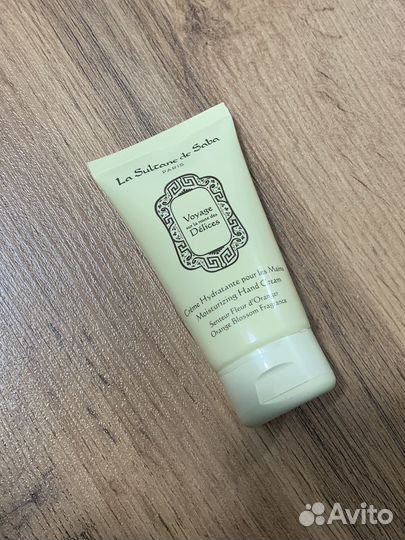 La Sultane de Saba
PARIS
Voyage
sur la route des
Délices
Crème Hydratante pour les Mains
Moisturizing Hand Cream
Senteur Fleur d'Oranger
Orange Blossom Fragrance
Avito